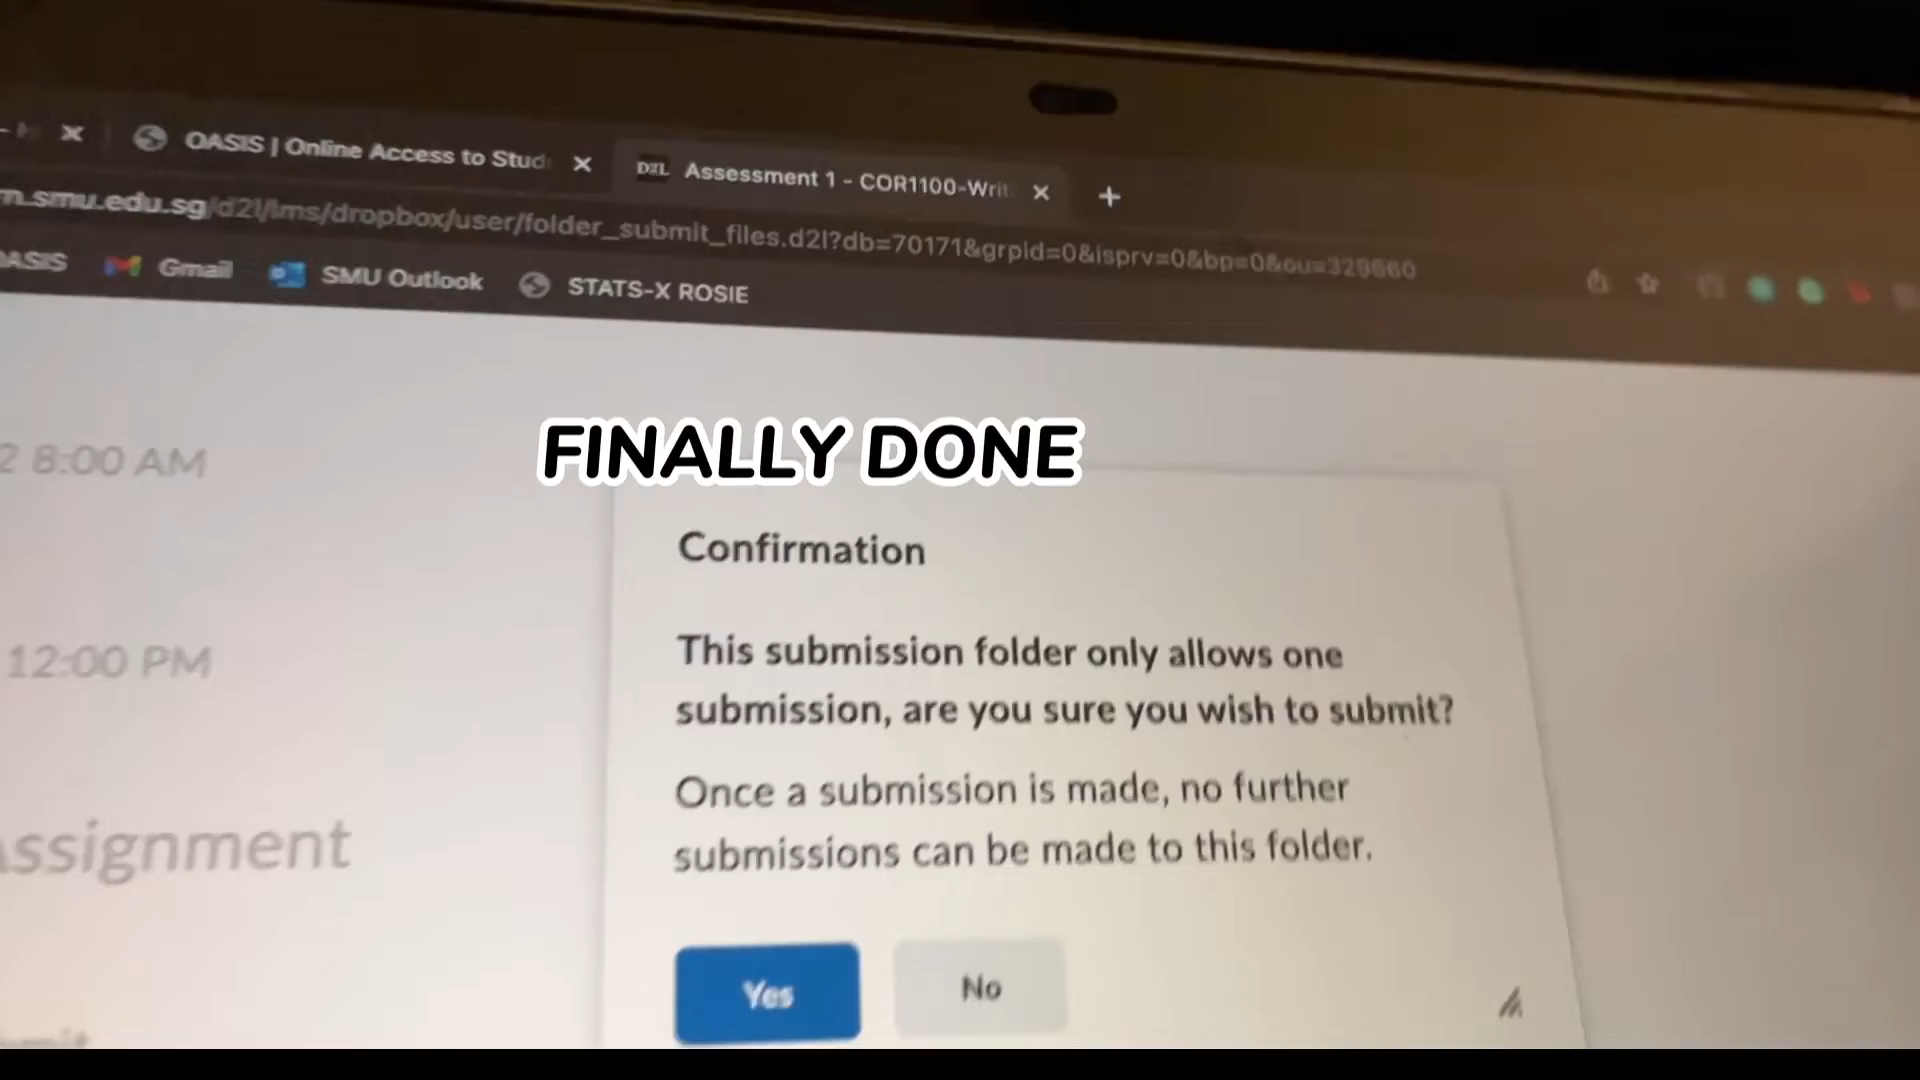 OASIS | Online Access to Stud
D2L Assessment 1 - COR1100-Writ
m.smu.edu.sg/d2l/lms/dropbox/user/folder_submit_files.d2l?db=70171&grpid=0&isprv=0&bp=0&ou=329660
OASIS Gmail SMU Outlook STATS-X ROSIE
2 8:00 AM
FINALLY DONE
Confirmation
12:00 PM
This submission folder only allows one
submission, are you sure you wish to submit?
Once a submission is made, no further
submissions can be made to this folder.
Assignment
Yes
No